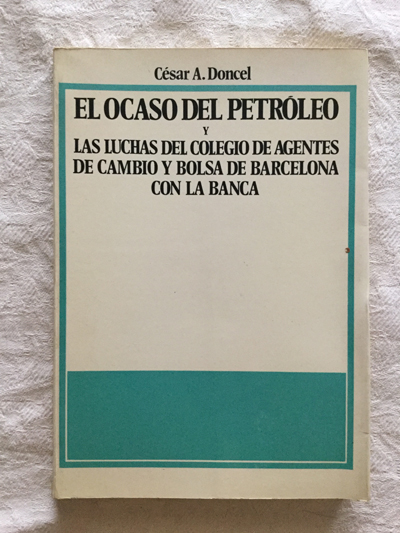 César A. Doncel
EL OCASO DEL PETRÓLEO
Y
LAS LUCHAS DEL COLEGIO DE AGENTES
DE CAMBIO Y BOLSA DE BARCELONA
CON LA BANCA